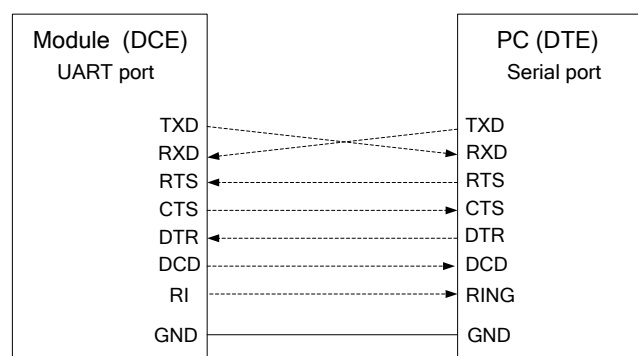 Module (DCE)
UART port
TXD
RXD
RTS
CTS
DTR
DCD
RI
GND
PC (DTE)
Serial port
TXD
RXD
RTS
CTS
DTR
DCD
RING
GND